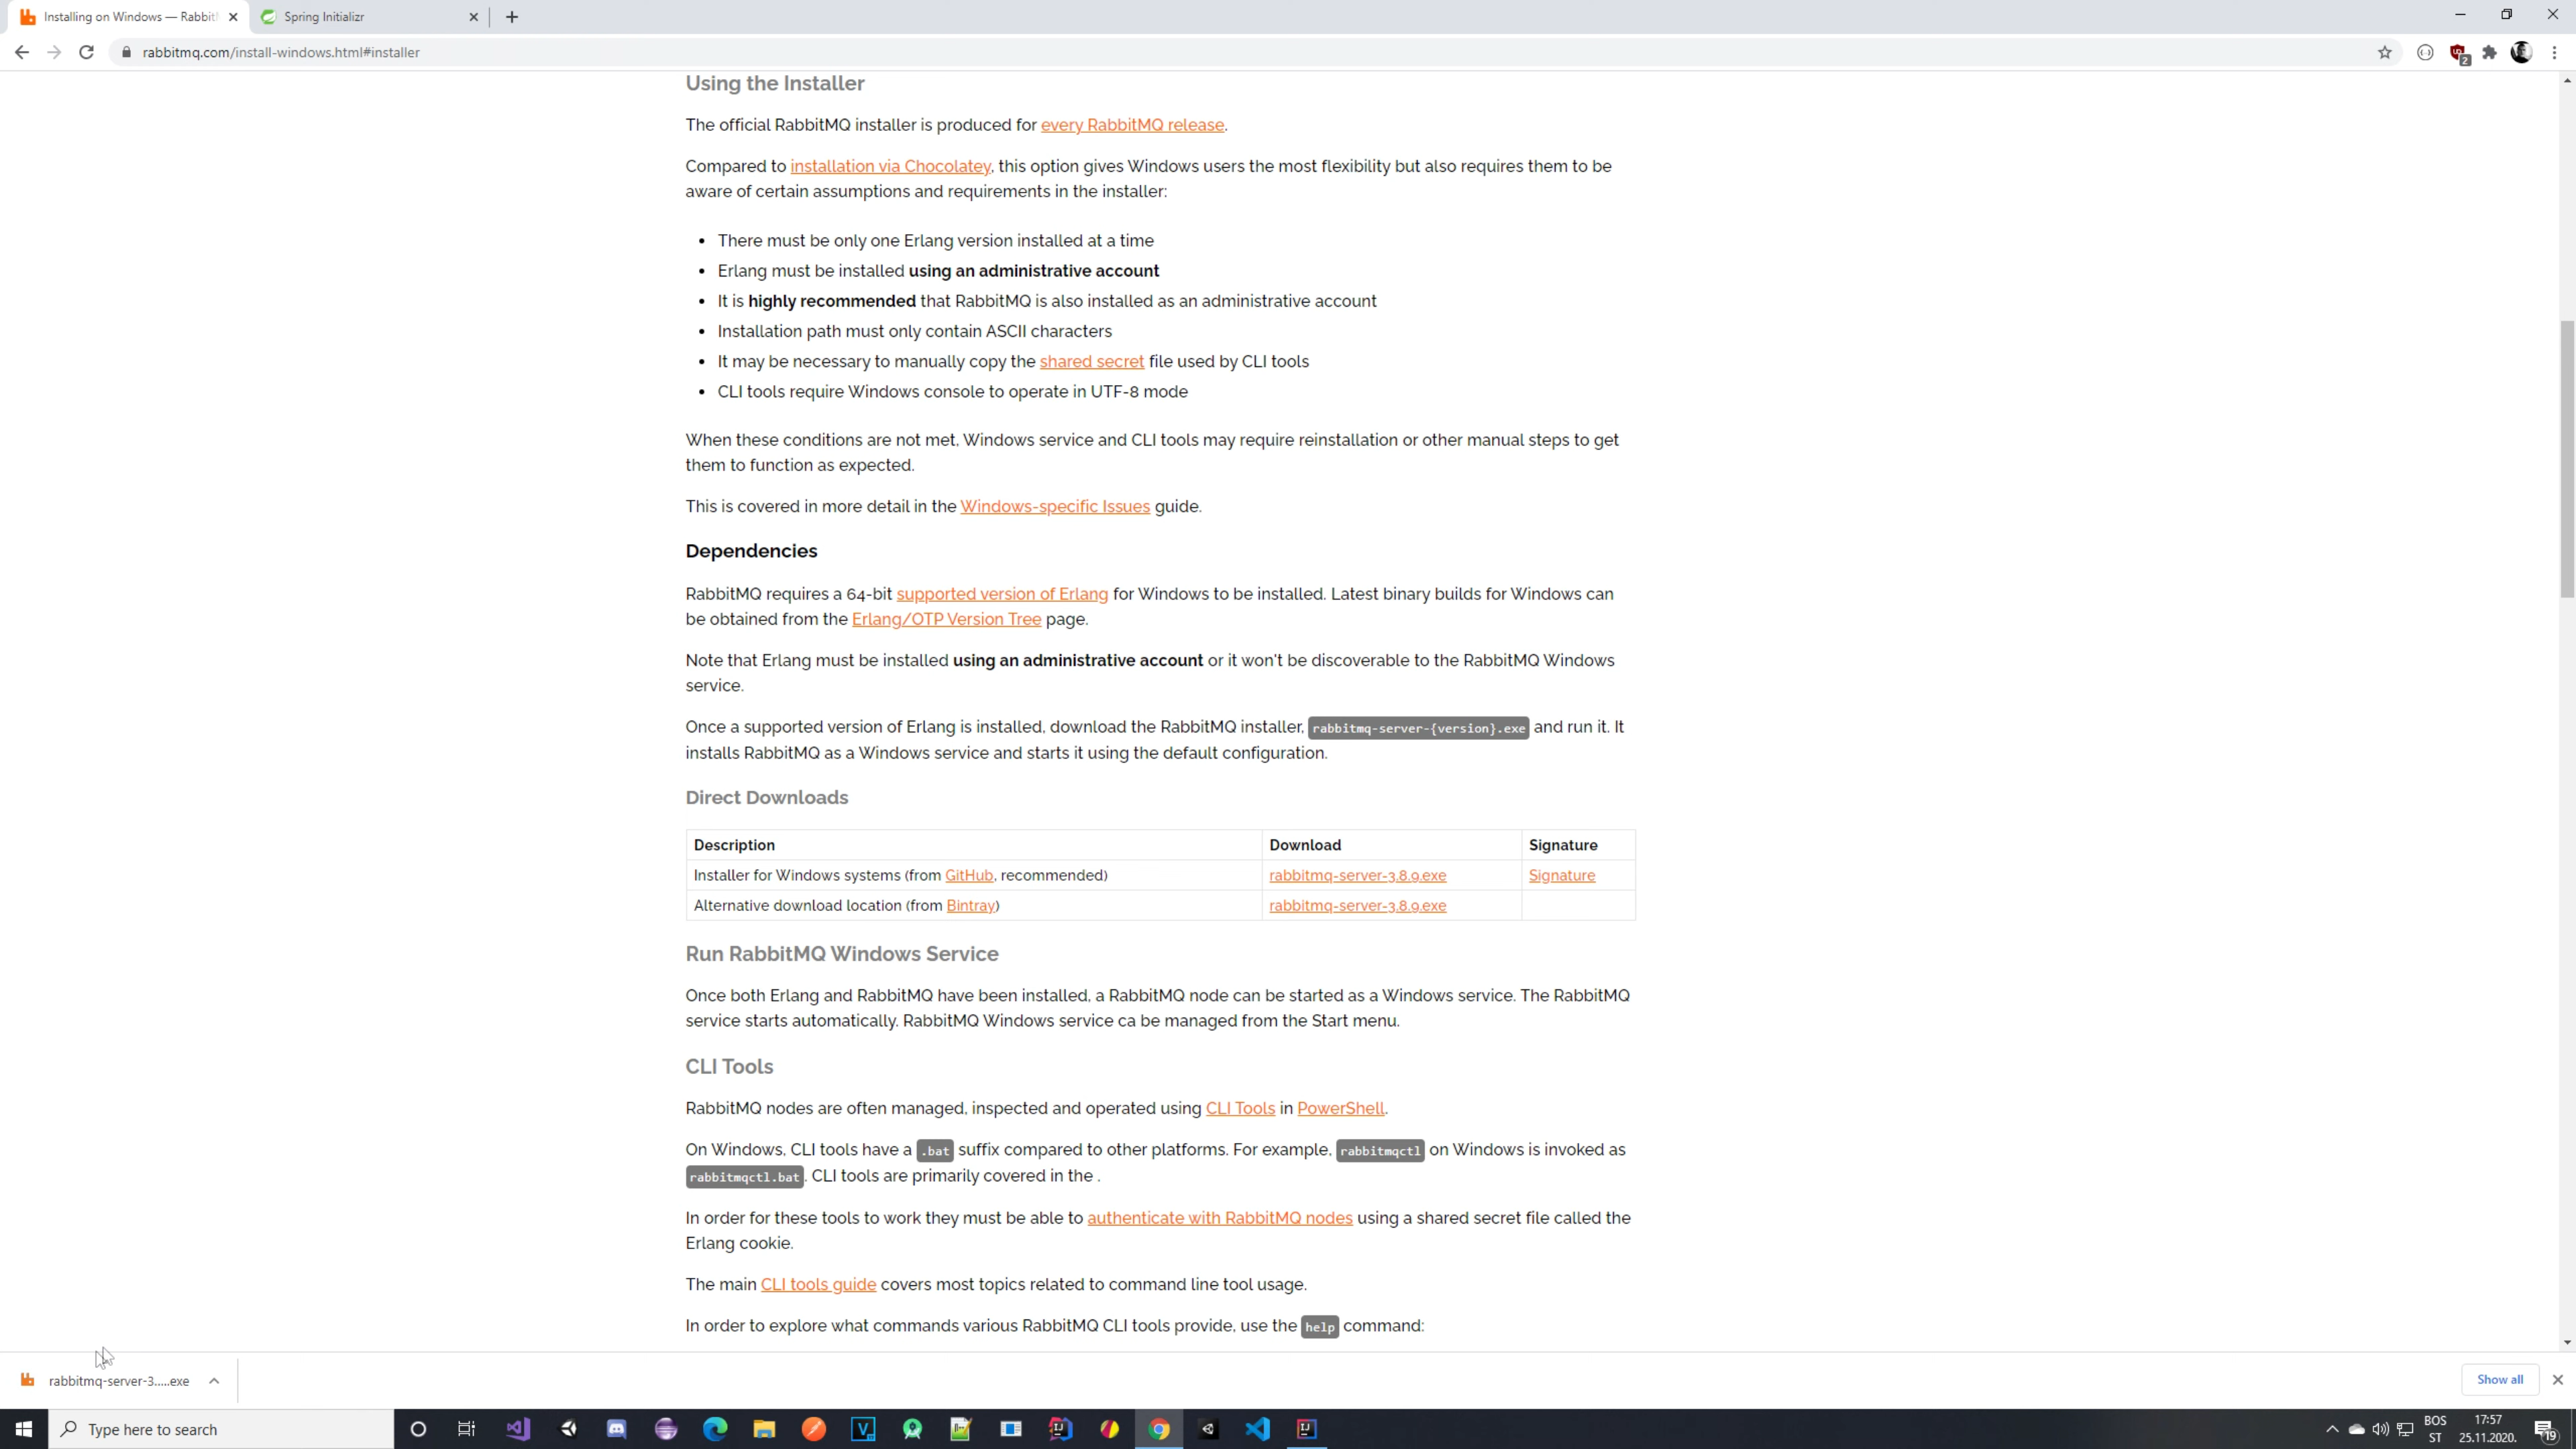 Installing on Windows — Rabbit
Spring Initializr
rabbitmq.com/install-windows.html#installer
2
Using the Installer
The official RabbitMQ installer is produced for every RabbitMQ release.
Compared to installation via Chocolatey, this option gives Windows users the most flexibility but also requires them to be
aware of certain assumptions and requirements in the installer:
• There must be only one Erlang version installed at a time
• Erlang must be installed using an administrative account
• It is highly recommended that RabbitMQ is also installed as an administrative account
• Installation path must only contain ASCII characters
• It may be necessary to manually copy the shared secret file used by CLI tools
• CLI tools require Windows console to operate in UTF-8 mode
When these conditions are not met, Windows service and CLI tools may require reinstallation or other manual steps to get
them to function as expected.
This is covered in more detail in the Windows-specific Issues guide.
Dependencies
RabbitMQ requires a 64-bit supported version of Erlang for Windows to be installed. Latest binary builds for Windows can
be obtained from the Erlang/OTP Version Tree page.
Note that Erlang must be installed using an administrative account or it won't be discoverable to the RabbitMQ Windows
service.
Once a supported version of Erlang is installed, download the RabbitMQ installer, rabbitmq-server-{version}.exe and run it. It
installs RabbitMQ as a Windows service and starts it using the default configuration.
Direct Downloads
Description Download Signature
Installer for Windows systems (from GitHub, recommended) rabbitmq-server-3.8.9.exe Signature
Alternative download location (from Bintray) rabbitmq-server-3.8.9.exe
Run RabbitMQ Windows Service
Once both Erlang and RabbitMQ have been installed, a RabbitMQ node can be started as a Windows service. The RabbitMQ
service starts automatically. RabbitMQ Windows service ca be managed from the Start menu.
CLI Tools
RabbitMQ nodes are often managed, inspected and operated using CLI Tools in PowerShell.
On Windows, CLI tools have a .bat suffix compared to other platforms. For example, rabbitmqctl on Windows is invoked as
rabbitmqctl.bat. CLI tools are primarily covered in the .
In order for these tools to work they must be able to authenticate with RabbitMQ nodes using a shared secret file called the
Erlang cookie.
The main CLI tools guide covers most topics related to command line tool usage.
In order to explore what commands various RabbitMQ CLI tools provide, use the help command:
rabbitmq-server-3.....exe
Show all
Type here to search
BOS
ST
17:57
25.11.2020.
19